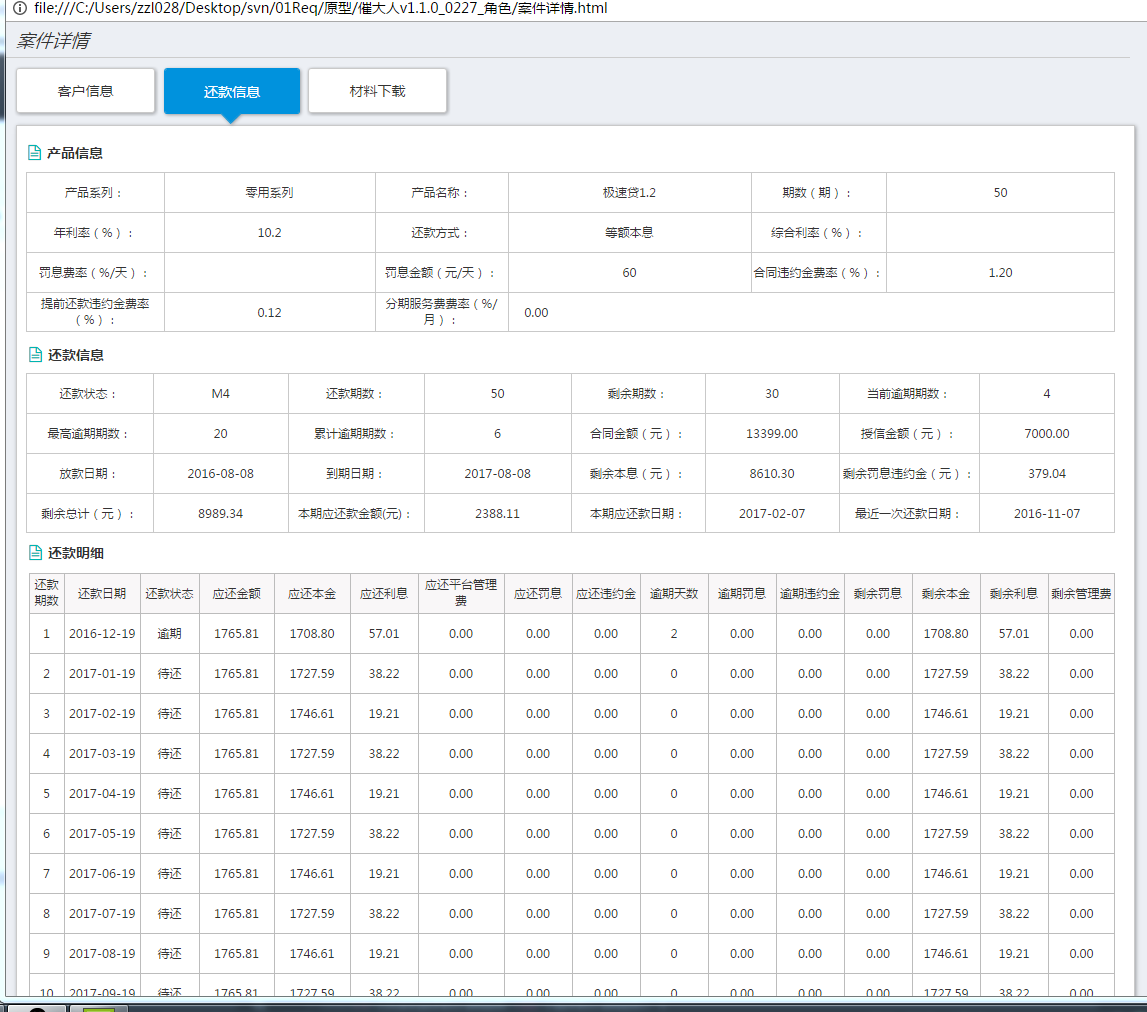 file:///C:/Users/zzl028/Desktop/svn/01Req/原型/催大人v1.1.0_0227_角色/案件详情.html
案件详情
客户信息 还款信息 材料下载
产品信息
产品系列： 零用系列 产品名称： 极速贷1.2 期数（期）： 50
年利率（%）： 10.2 还款方式： 等额本息 综合利率（%）：
罚息费率（%/天）： 罚息金额（元/天）： 60 合同违约金费率（%）： 1.20
提前还款违约金费率（%）： 0.12 分期服务费费率（%/月）： 0.00
还款信息
还款状态： M4 还款期数： 50 剩余期数： 30 当前逾期期数： 4
最高逾期期数： 20 累计逾期期数： 6 合同金额（元）： 13399.00 授信金额（元）： 7000.00
放款日期： 2016-08-08 到期日期： 2017-08-08 剩余本息（元）： 8610.30 剩余罚息违约金（元）： 379.04
剩余总计（元）： 8989.34 本期应还款金额(元)： 2388.11 本期应还款日期： 2017-02-07 最近一次还款日期： 2016-11-07
还款明细
还款期数 还款日期 还款状态 应还金额 应还本金 应还利息 应还平台管理费 应还罚息 应还违约金 逾期天数 逾期罚息 逾期违约金 剩余罚息 剩余本金 剩余利息 剩余管理费
1 2016-12-19 逾期 1765.81 1708.80 57.01 0.00 0.00 0.00 2 0.00 0.00 0.00 1708.80 57.01 0.00
2 2017-01-19 待还 1765.81 1727.59 38.22 0.00 0.00 0.00 0 0.00 0.00 0.00 1727.59 38.22 0.00
3 2017-02-19 待还 1765.81 1746.61 19.21 0.00 0.00 0.00 0 0.00 0.00 0.00 1746.61 19.21 0.00
4 2017-03-19 待还 1765.81 1727.59 38.22 0.00 0.00 0.00 0 0.00 0.00 0.00 1727.59 38.22 0.00
5 2017-04-19 待还 1765.81 1746.61 19.21 0.00 0.00 0.00 0 0.00 0.00 0.00 1746.61 19.21 0.00
6 2017-05-19 待还 1765.81 1727.59 38.22 0.00 0.00 0.00 0 0.00 0.00 0.00 1727.59 38.22 0.00
7 2017-06-19 待还 1765.81 1746.61 19.21 0.00 0.00 0.00 0 0.00 0.00 0.00 1746.61 19.21 0.00
8 2017-07-19 待还 1765.81 1727.59 38.22 0.00 0.00 0.00 0 0.00 0.00 0.00 1727.59 38.22 0.00
9 2017-08-19 待还 1765.81 1746.61 19.21 0.00 0.00 0.00 0 0.00 0.00 0.00 1746.61 19.21 0.00
10 2017-09-19 待还 1765.81 1727.59 38.22 0.00 0.00 0.00 0 0.00 0.00 0.00 1727.59 38.22 0.00